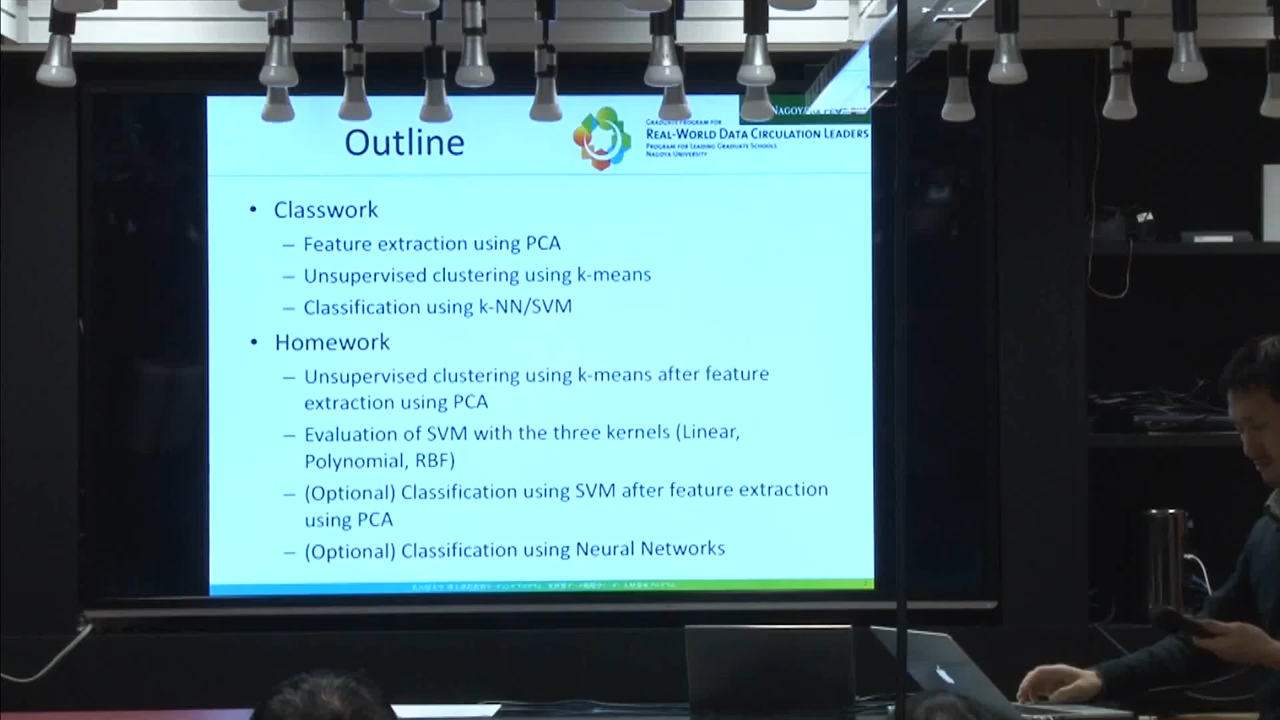 Outline
NAGOYA
GRADUATE PROGRAM FOR
REAL-WORLD DATA CIRCULATION LEADERS
PROGRAM FOR LEADING GRADUATE SCHOOLS
NAGOYA UNIVERSITY
• Classwork
– Feature extraction using PCA
– Unsupervised clustering using k-means
– Classification using k-NN/SVM
• Homework
– Unsupervised clustering using k-means after feature
extraction using PCA
– Evaluation of SVM with the three kernels (Linear,
Polynomial, RBF)
– (Optional) Classification using SVM after feature extraction
using PCA
– (Optional) Classification using Neural Networks